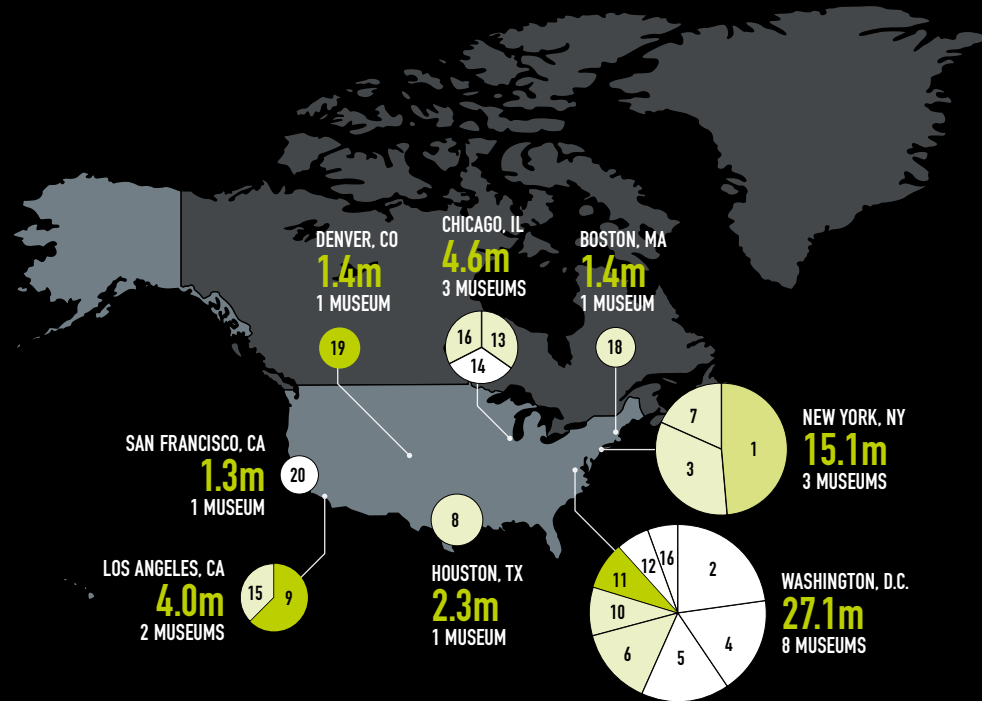 DENVER, CO
1.4m
1 MUSEUM
19
CHICAGO, IL
4.6m
3 MUSEUMS
16
13
14
BOSTON, MA
1.4m
1 MUSEUM
18
NEW YORK, NY
15.1m
3 MUSEUMS
7
1
3
SAN FRANCISCO, CA
1.3m
1 MUSEUM
20
LOS ANGELES, CA
4.0m
2 MUSEUMS
15
9
8
HOUSTON, TX
2.3m
1 MUSEUM
WASHINGTON, D.C.
27.1m
8 MUSEUMS
12
16
2
11
10
6
5
4